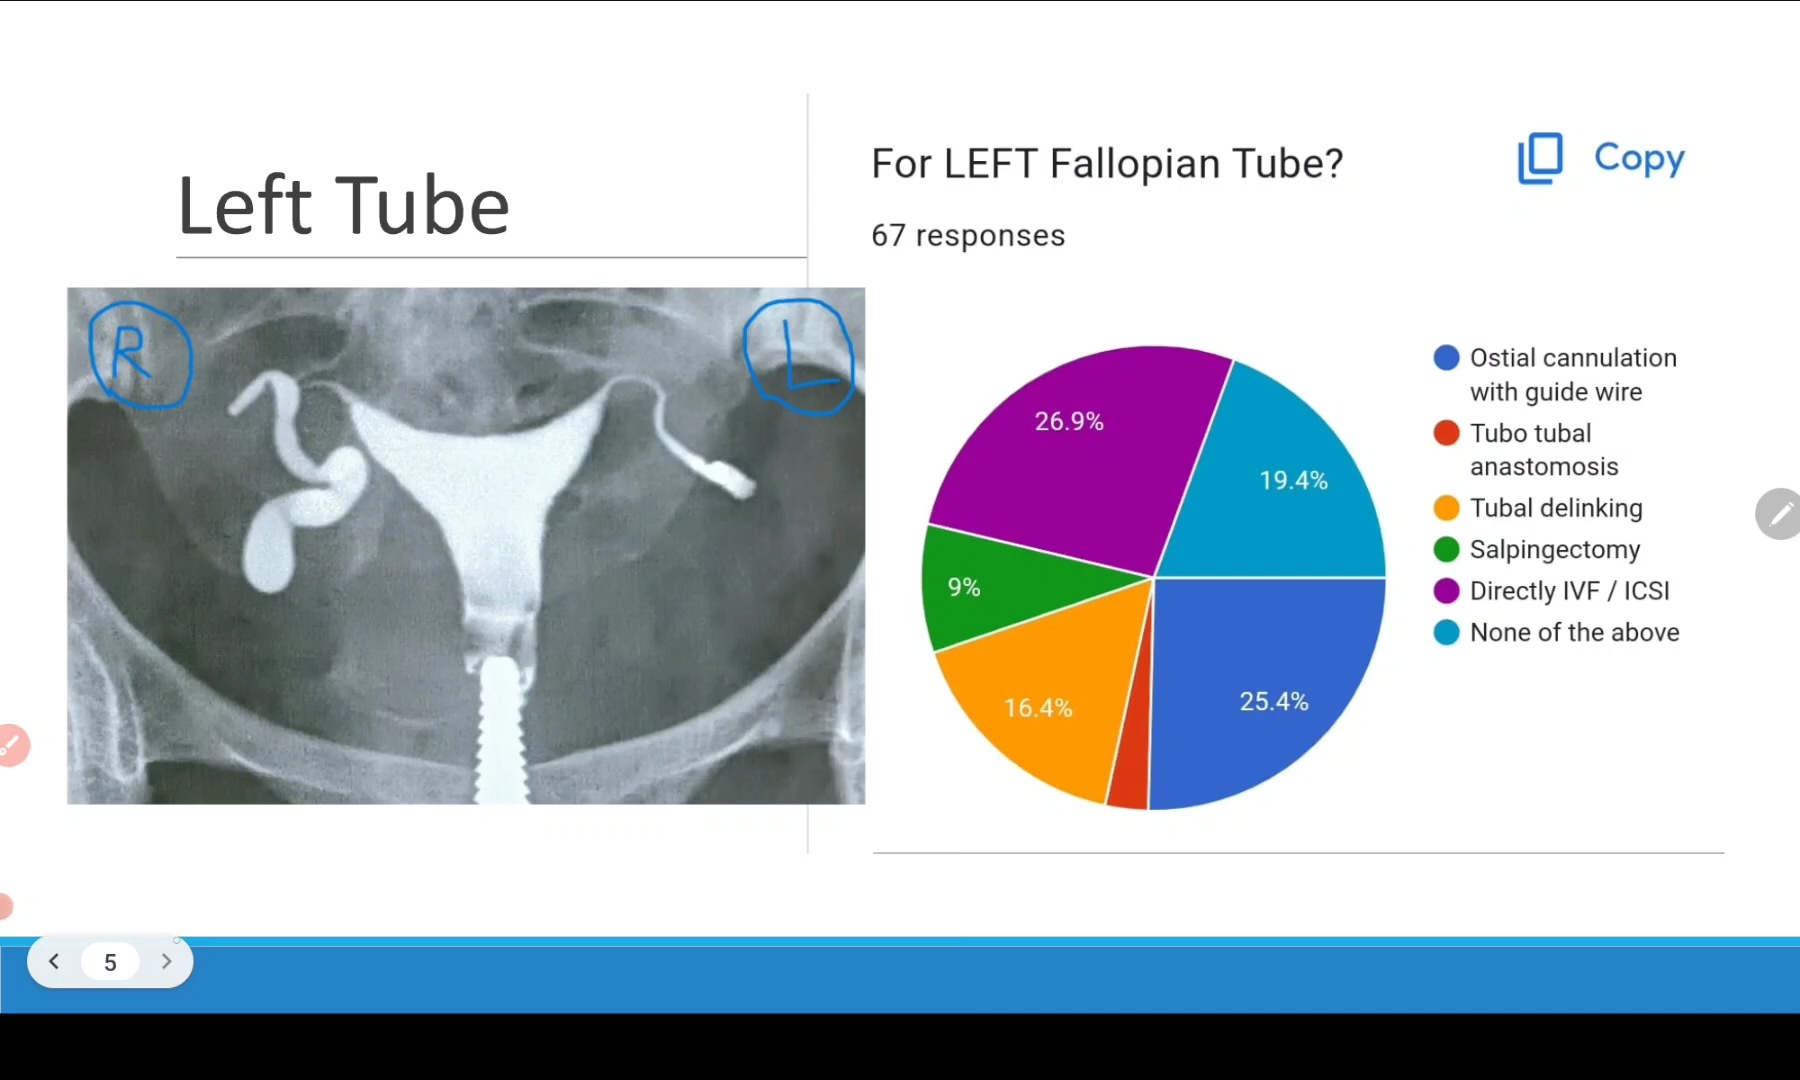 Left Tube
R
L
For LEFT Fallopian Tube?
Copy
67 responses
26.9%
19.4%
9%
16.4%
25.4%
Ostial cannulation
with guide wire
Tubo tubal
anastomosis
Tubal delinking
Salpingectomy
Directly IVF / ICSI
None of the above
5